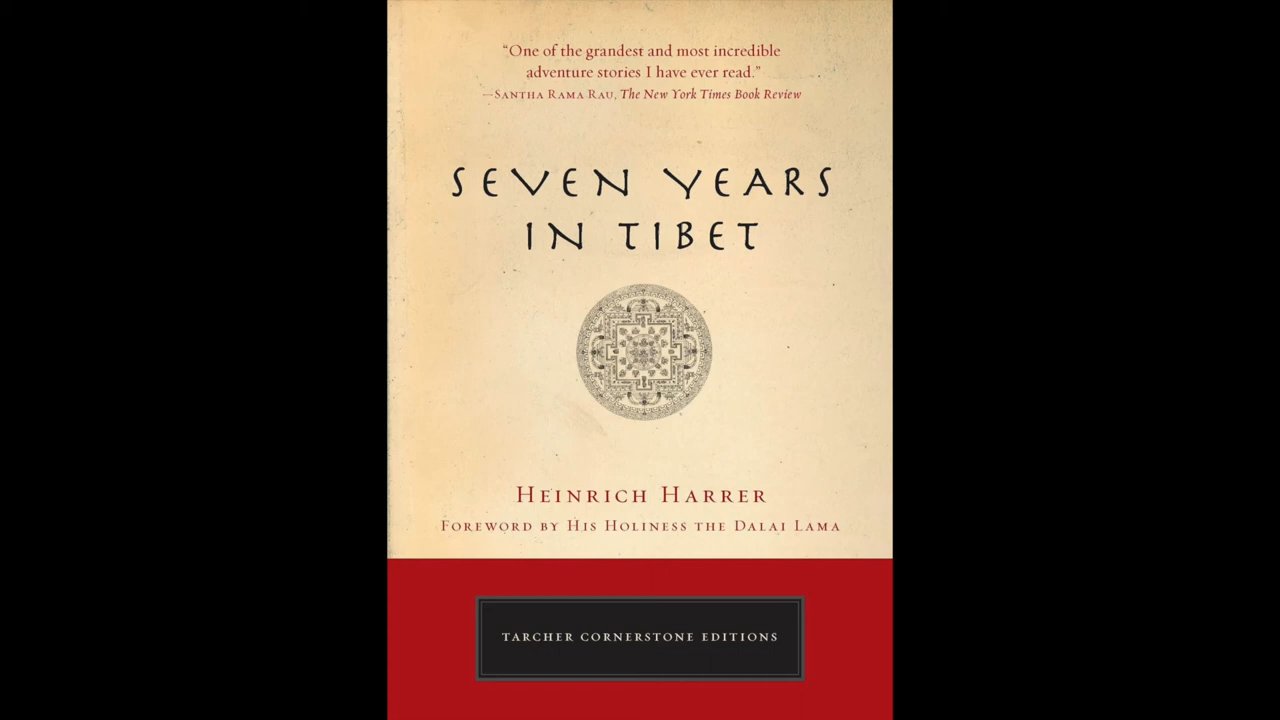 “One of the grandest and most incredible
adventure stories I have ever read.”
—Santha Rama Rau, The New York Times Book Review
SEVEN YEARS
IN TIBET
Heinrich Harrer
Foreword by His Holiness the Dalai Lama
TARCHER CORNERSTONE EDITIONS